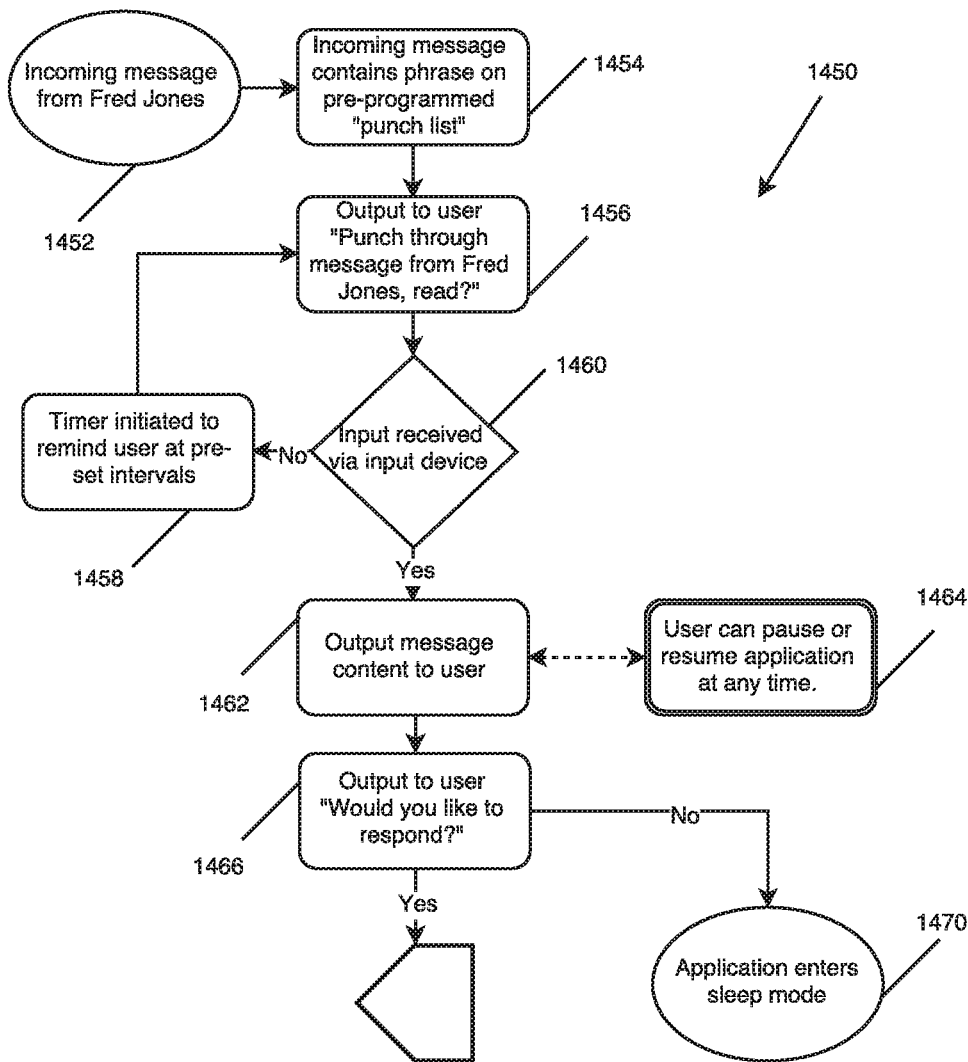 Incoming message
from Fred Jones
1452
Incoming message
contains phrase on
pre-programmed
"punch list"
1454
1450
Output to user
"Punch through
message from Fred
Jones, read?"
1456
Input received
via input device
1460
No
Timer initiated to
remind user at pre-
set intervals
1458
Yes
Output message
content to user
1462
User can pause or
resume application
at any time.
1464
Output to user
"Would you like to
respond?"
1466
No
Yes
Application enters
sleep mode
1470